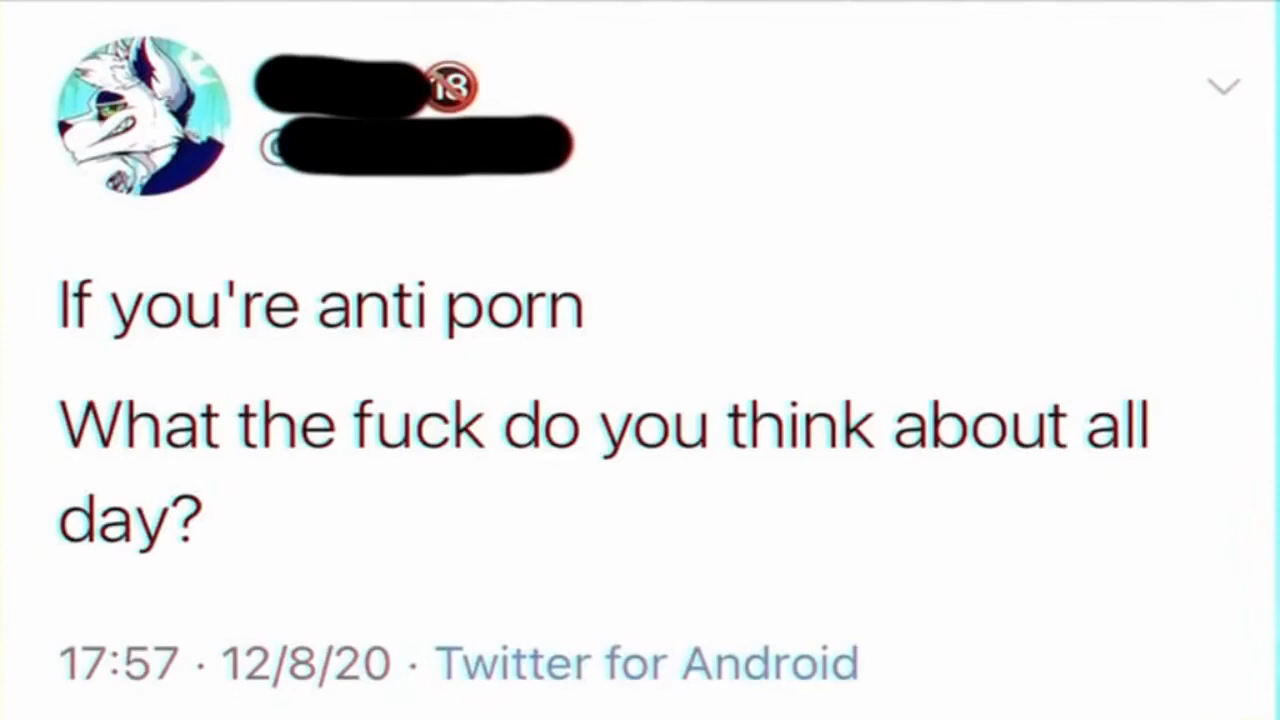 🔞
If you're anti porn
What the fuck do you think about all
day?
17:57 · 12/8/20 · Twitter for Android